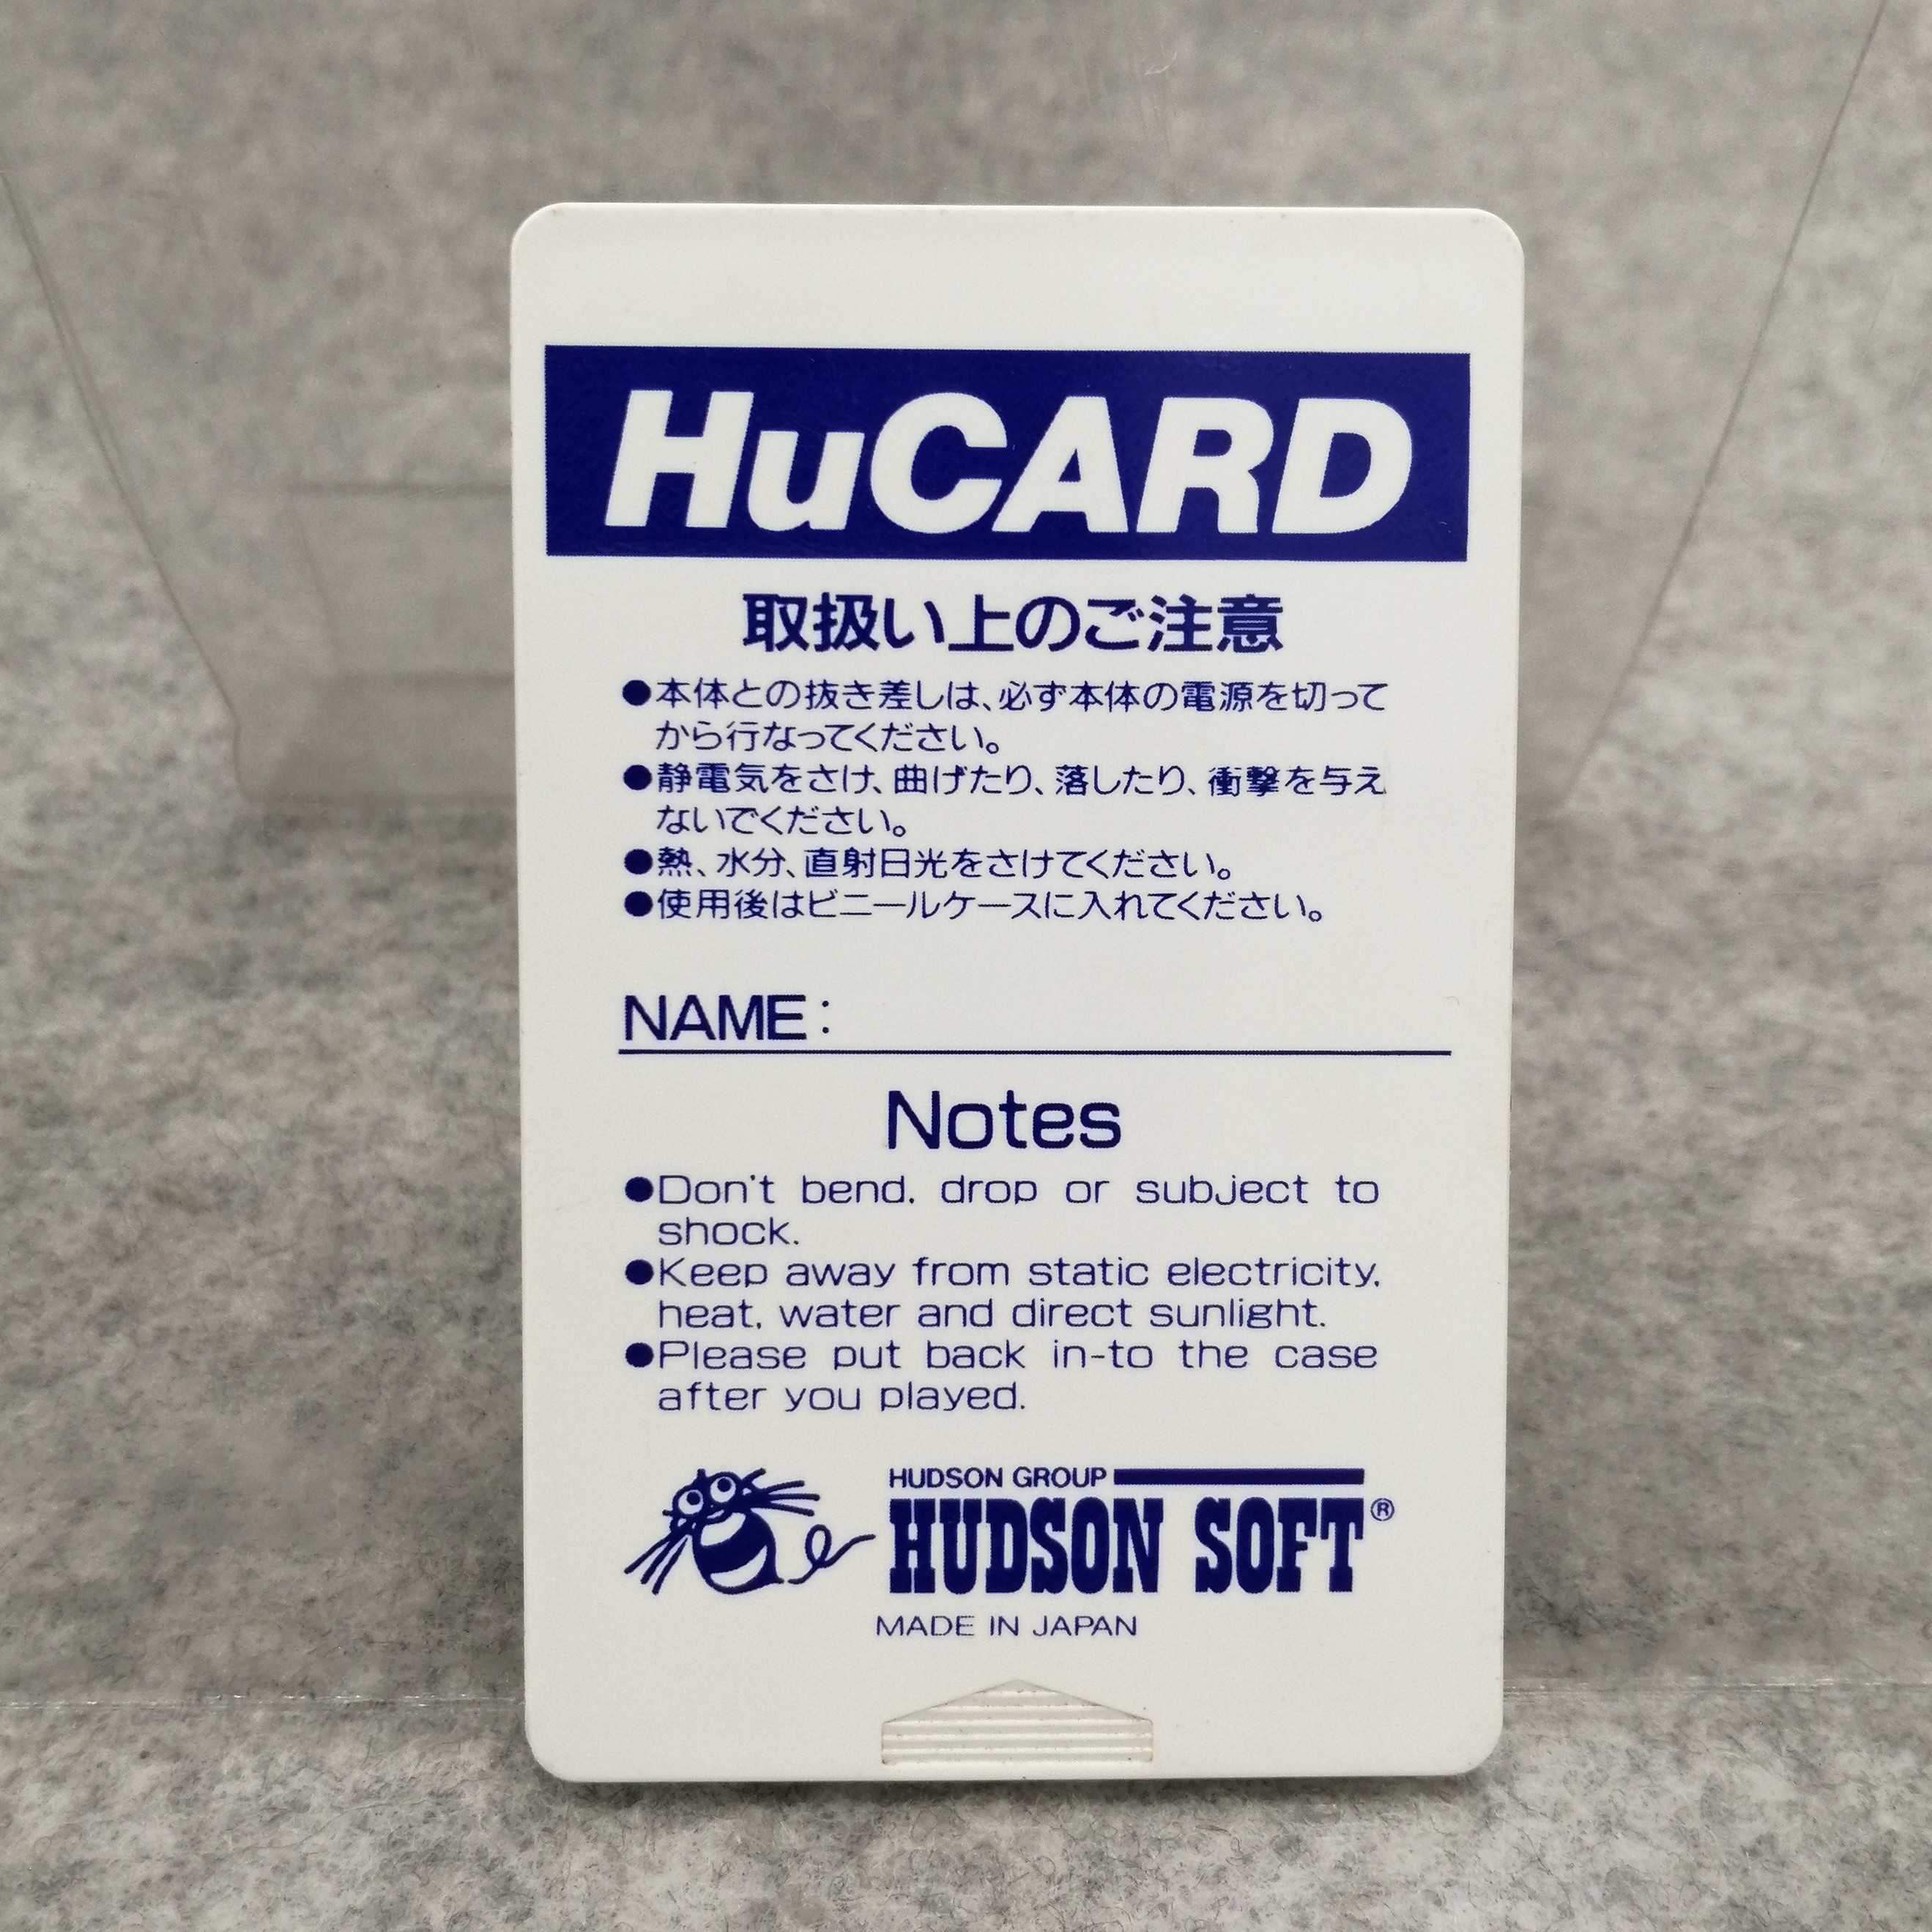 HuCARD
取扱い上のご注意
●本体との抜き差しは、必ず本体の電源を切って
から行なってください。
●静電気をさけ、曲げたり、落したり、衝撃を与え
ないでください。
●熱、水分、直射日光をさけてください。
●使用後はビニールケースに入れてください。
NAME:
Notes
●Don't bend, drop or subject to
shock.
●Keep away from static electricity,
heat, water and direct sunlight.
●Please put back in-to the case
after you played.
HUDSON GROUP
HUDSON SOFT®
MADE IN JAPAN